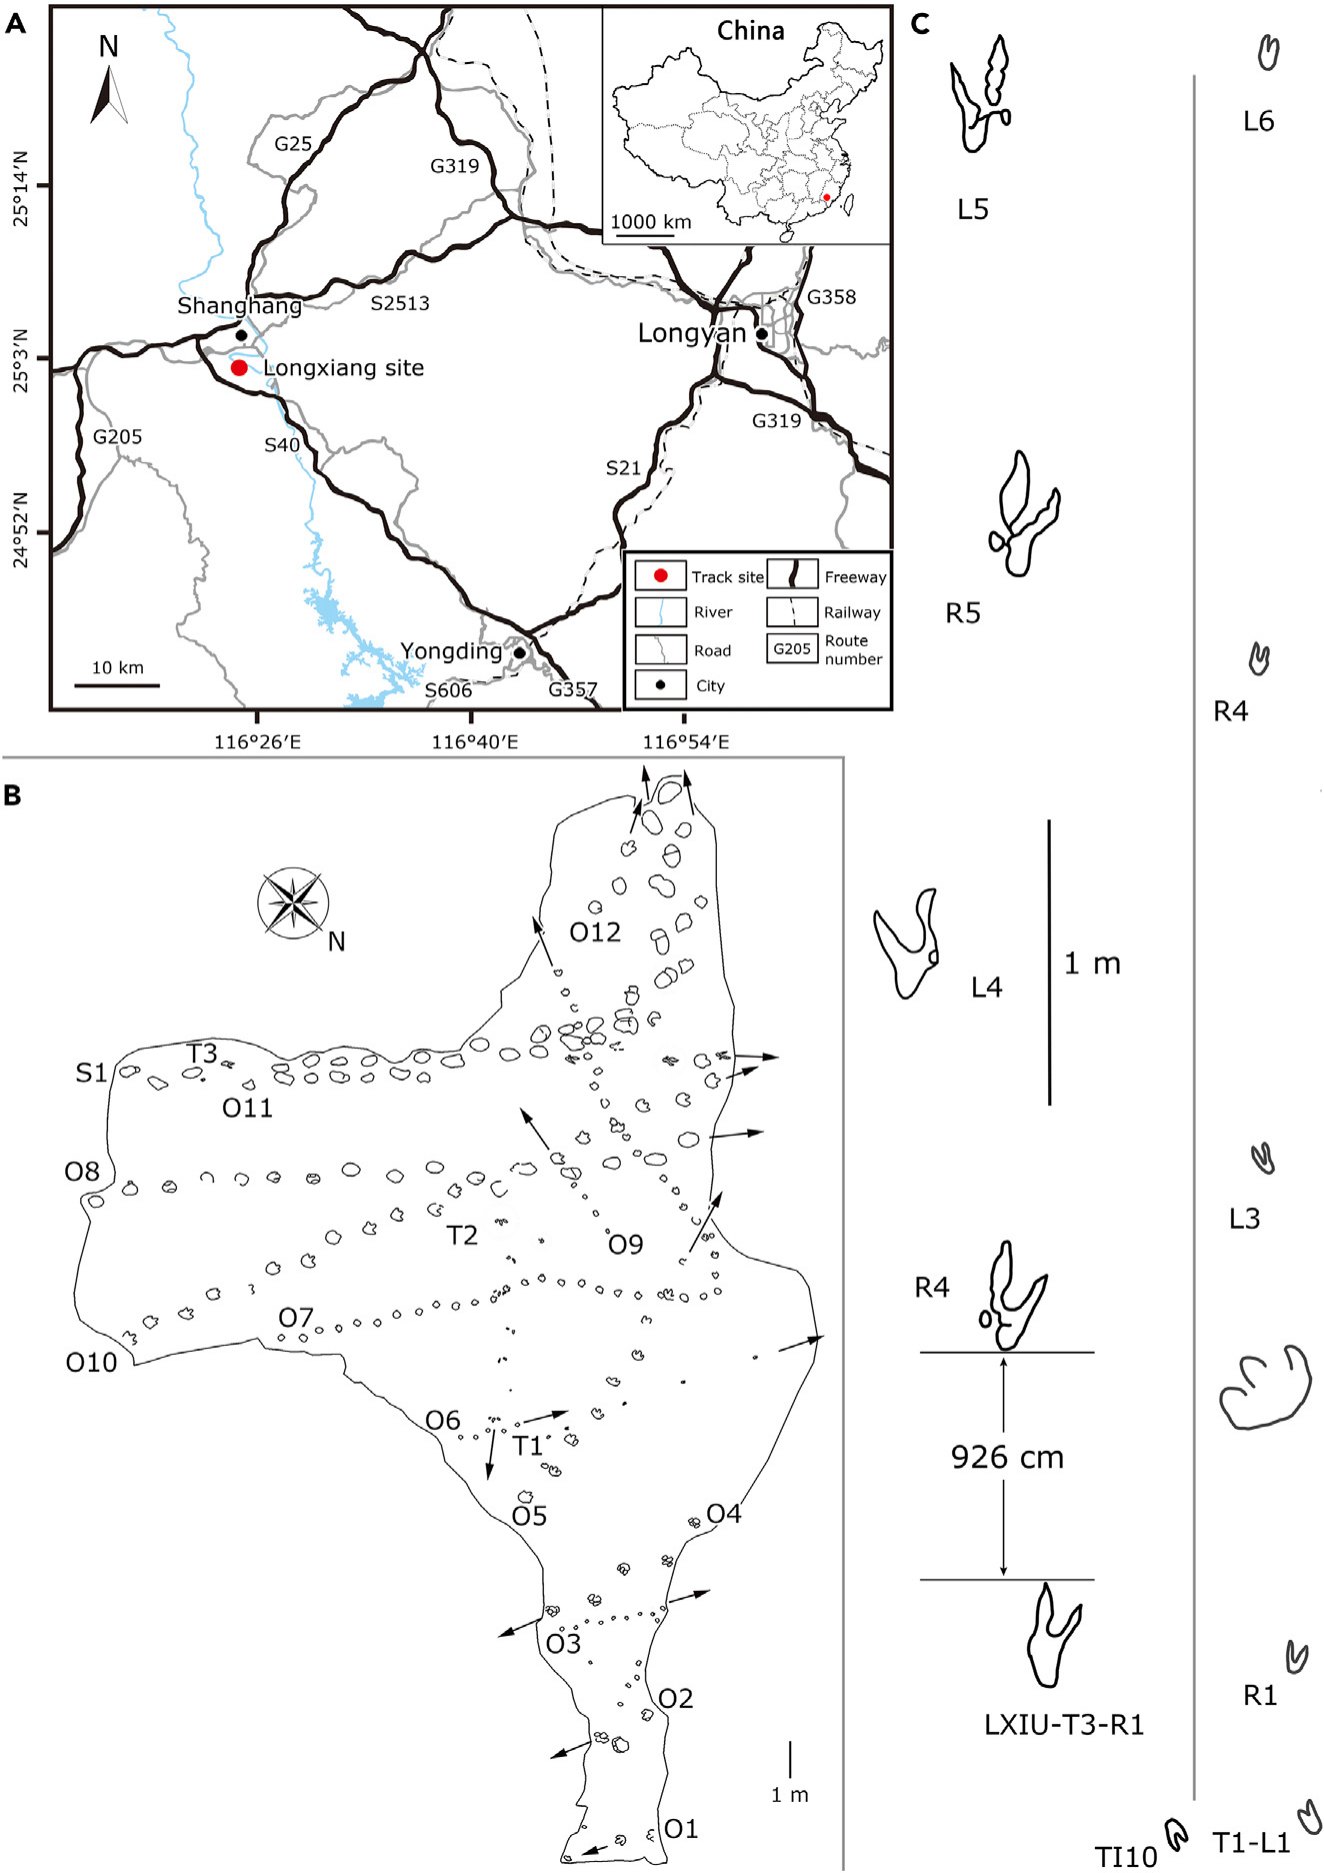 A
N
25°14′N
25°3′N
24°52′N
G25
G319
China
1000 km
Shanghang
S2513
Longyan
G358
Longxiang site
G205
S40
G319
S21
Track site
Freeway
River
Railway
Road
G205
Route
number
City
Yongding
10 km
S606
G357
116°26′E
116°40′E
116°54′E
B
N
O12
T3
S1
O11
O8
T2
O9
O7
O10
O6
T1
O5
O4
O3
O2
1 m
O1
C
L6
L5
R5
R4
1 m
L4
L3
R4
926 cm
R1
LXIU-T3-R1
TI10
T1-L1